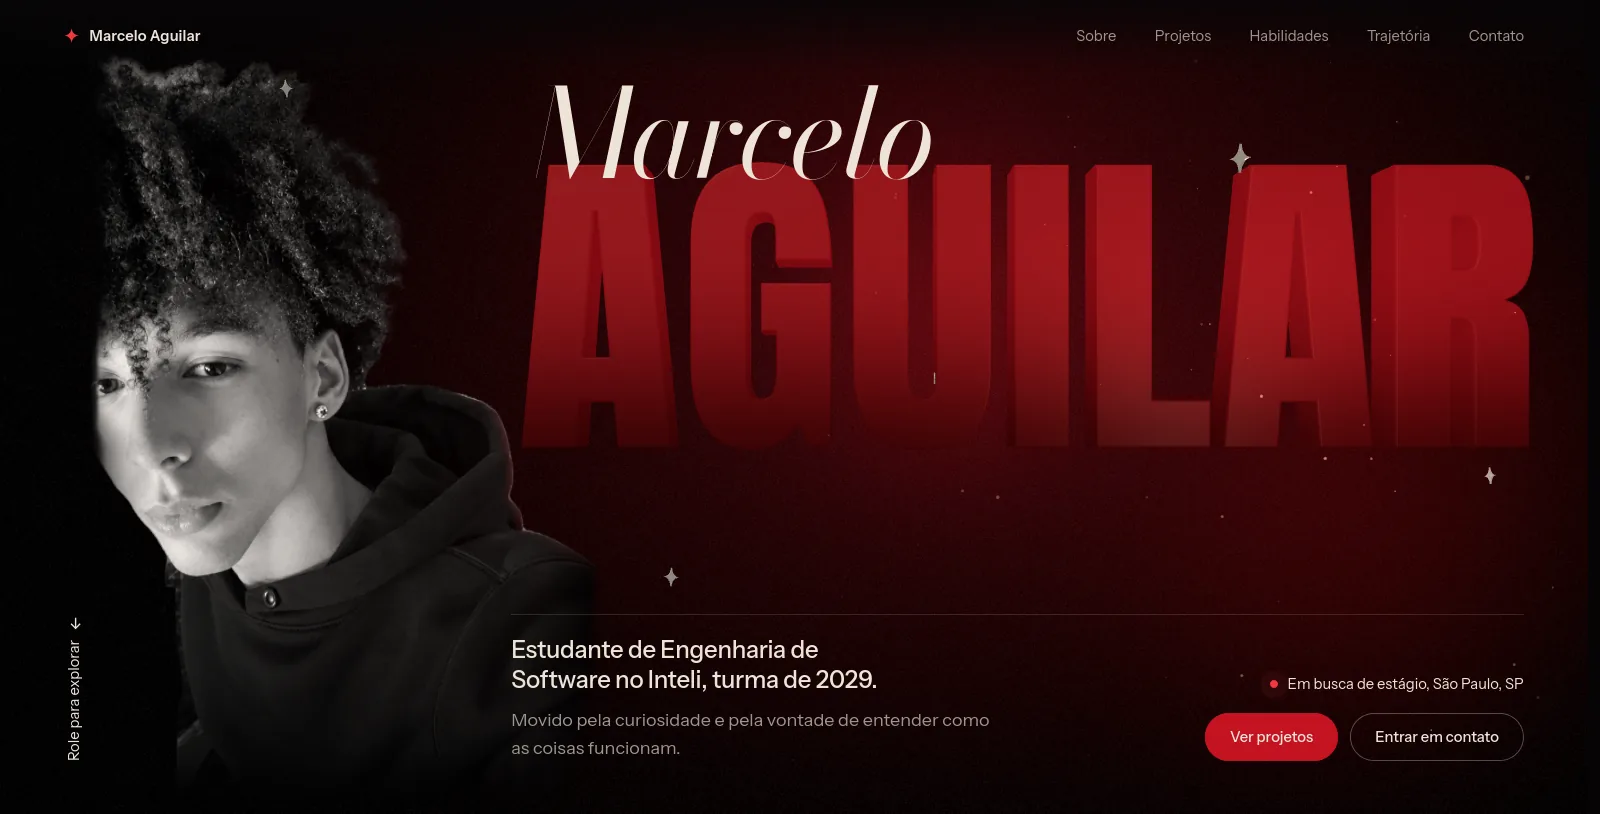 Marcelo Aguilar
Sobre
Projetos
Habilidades
Trajetória
Contato
Marcelo
AGUILAR
Role para explorar
Estudante de Engenharia de
Software no Inteli, turma de 2029.
Movido pela curiosidade e pela vontade de entender como
as coisas funcionam.
Em busca de estágio, São Paulo, SP
Ver projetos
Entrar em contato